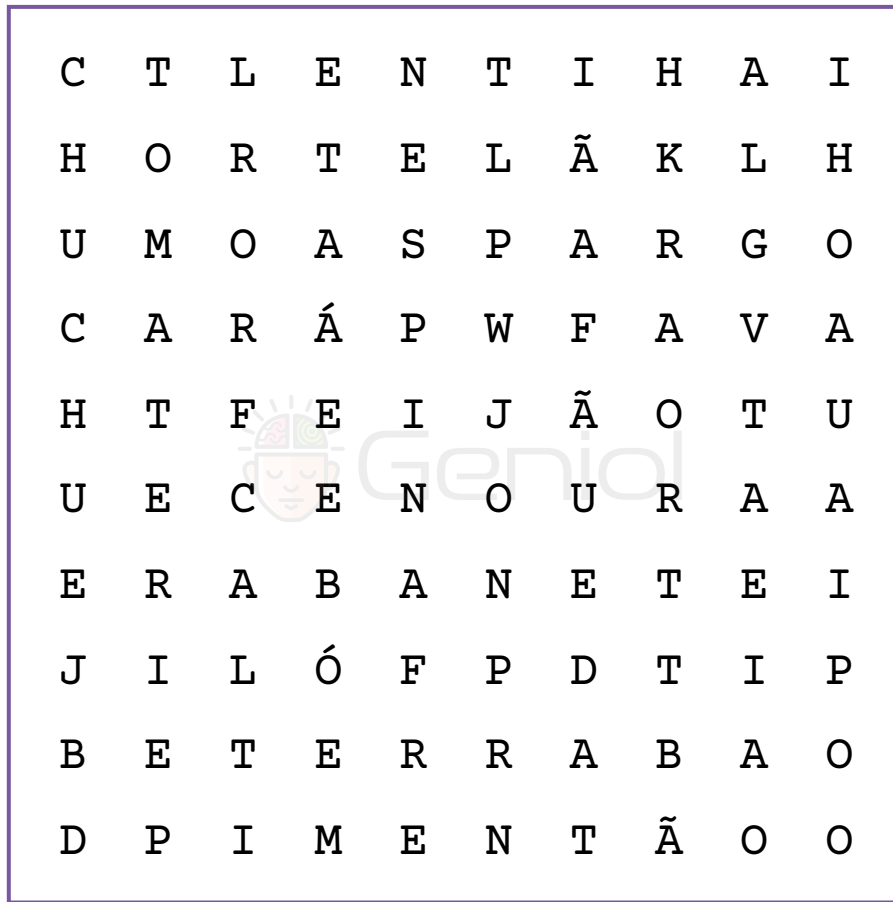 C T L E N T I H A I
H O R T E L Ã K L H
U M O A S P A R G O
C A R Á P W F A V A
H T F E I J Ã O T U
Geniol
U E C E N O U R A A
E R A B A N E T E I
J I L Ó F P D T I P
B E T E R R A B A O
D P I M E N T Ã O O